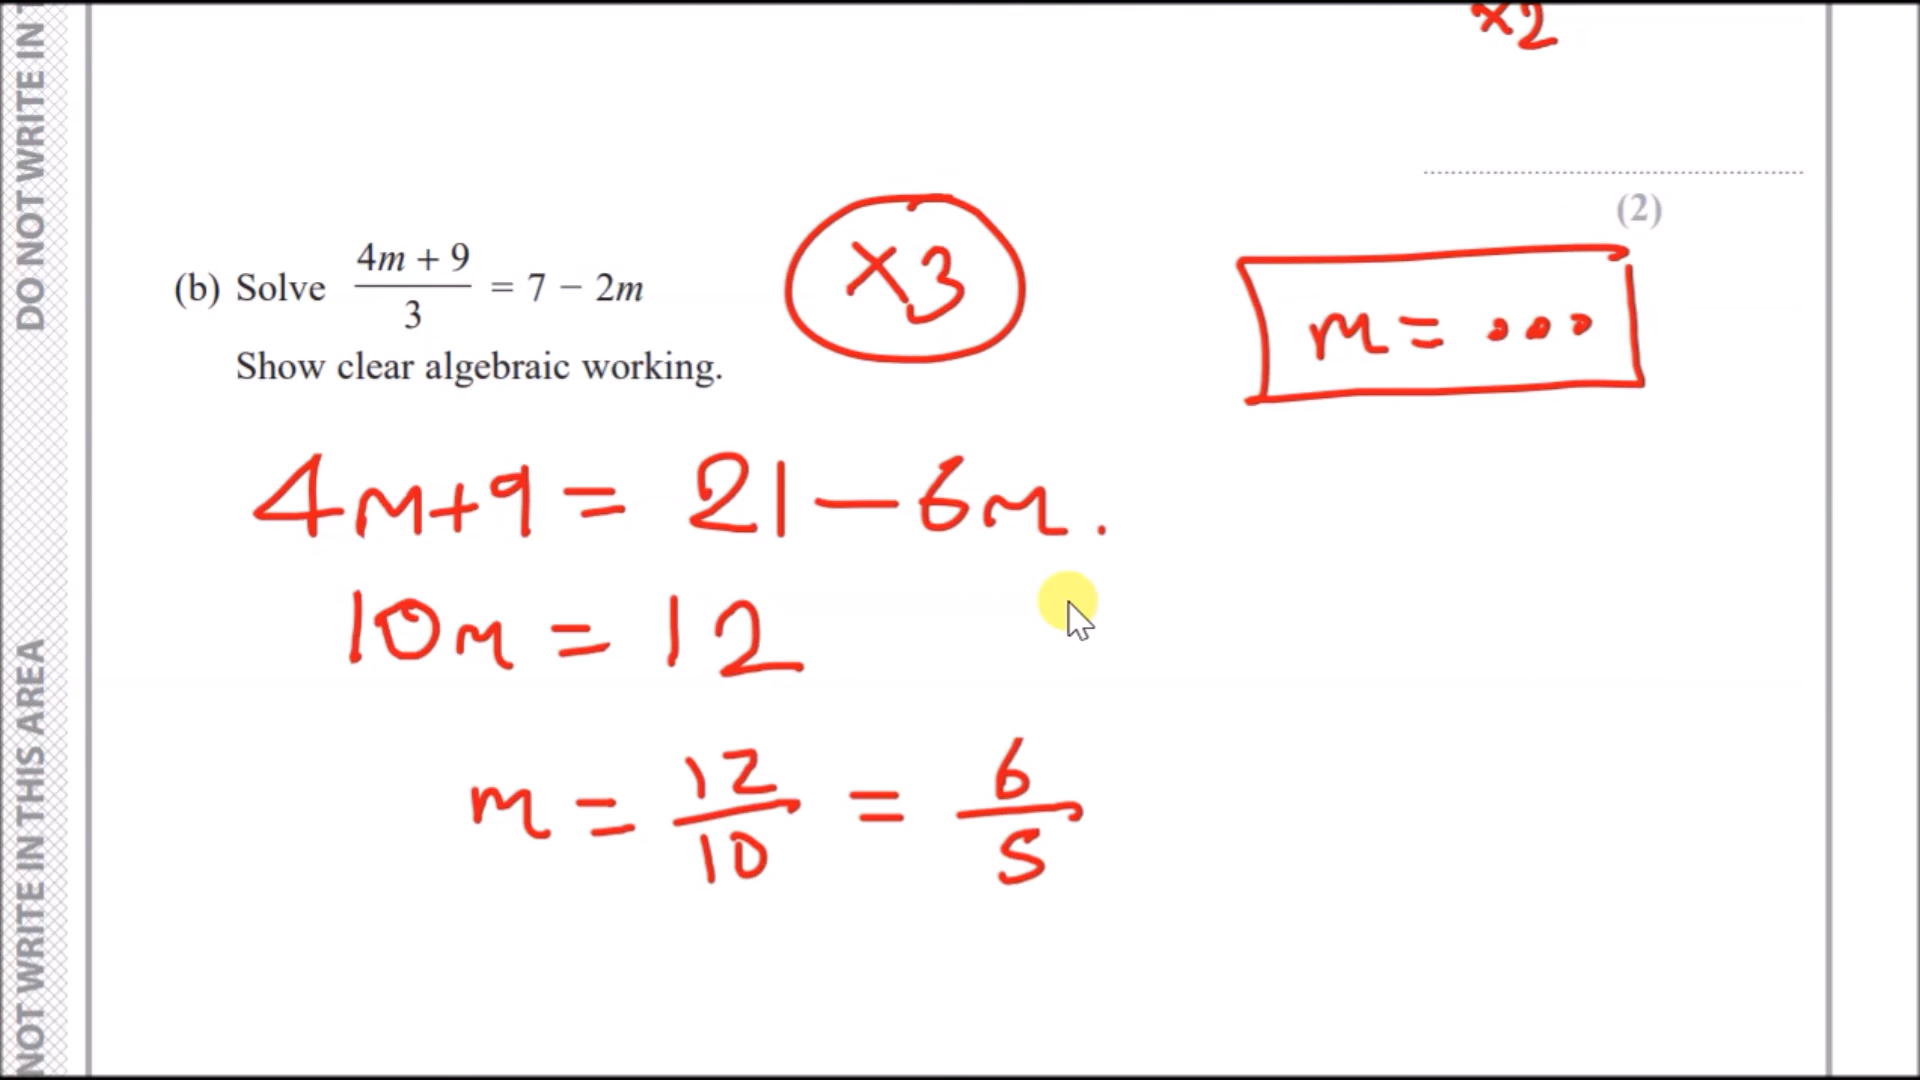 ×2
(2)
(b) Solve (4m + 9)/3 = 7 − 2m
×3
m = ...
Show clear algebraic working.
4m+9 = 21 – 6m.
10m = 12
m = 12/10 = 6/5
DO NOT WRITE IN T
NOT WRITE IN THIS AREA